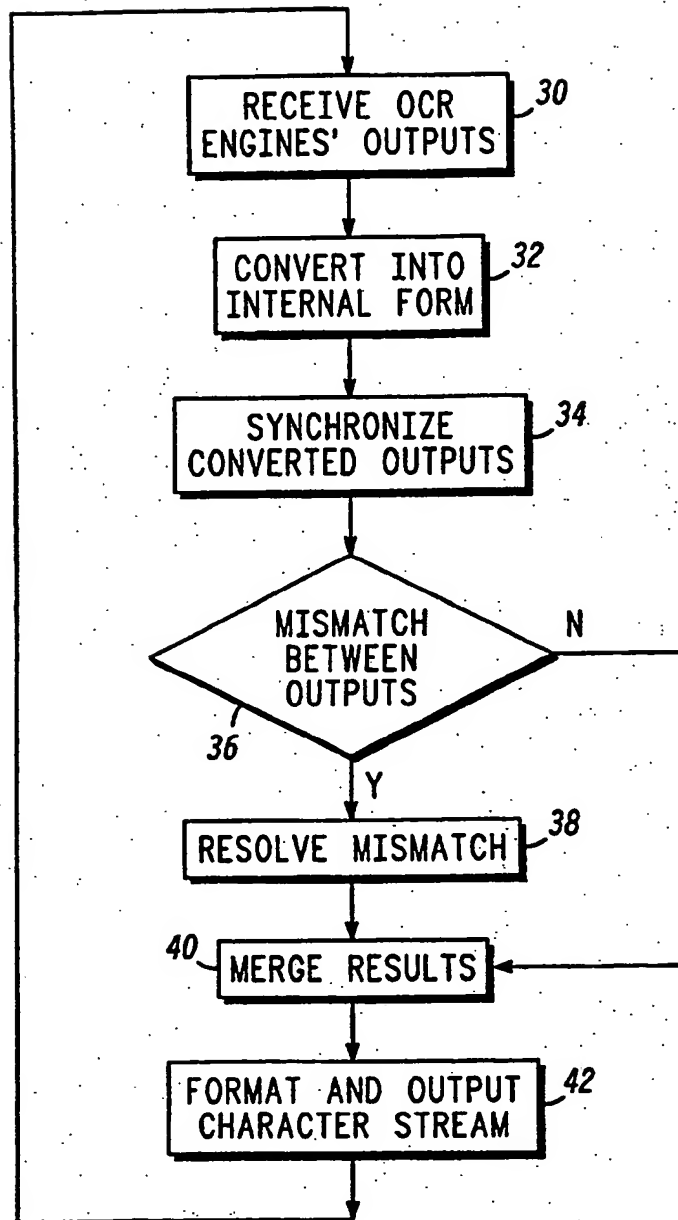 RECEIVE OCR
ENGINES' OUTPUTS
30
CONVERT INTO
INTERNAL FORM
32
SYNCHRONIZE
CONVERTED OUTPUTS
34
MISMATCH
BETWEEN
OUTPUTS
N
36
Y
RESOLVE MISMATCH
38
40
MERGE RESULTS
FORMAT AND OUTPUT
CHARACTER STREAM
42